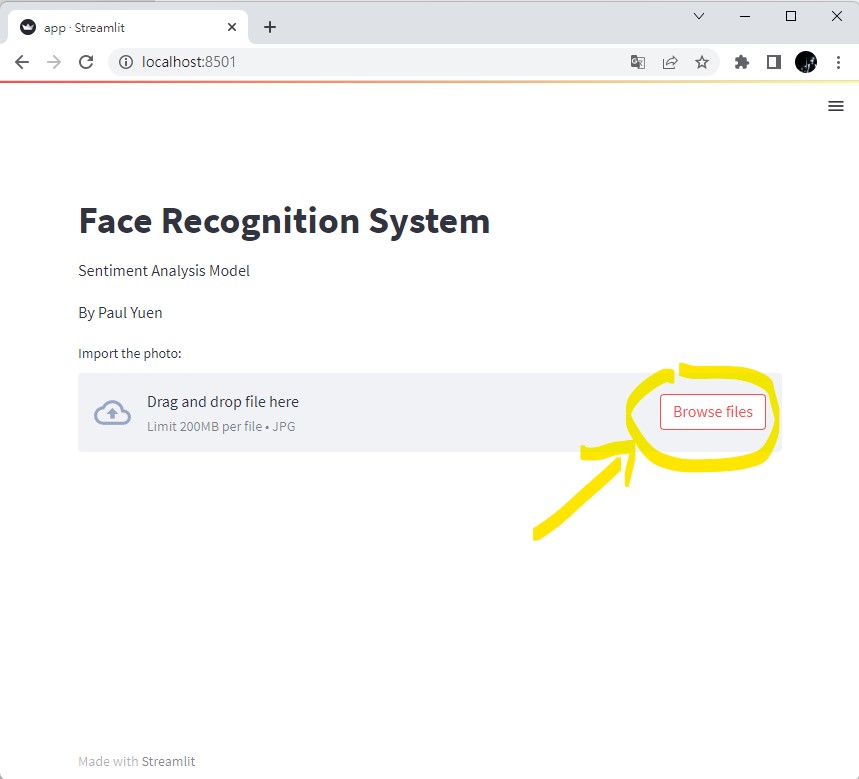 app · Streamlit
localhost:8501
Face Recognition System
Sentiment Analysis Model
By Paul Yuen
Import the photo:
Drag and drop file here
Limit 200MB per file • JPG
Browse files
Made with Streamlit